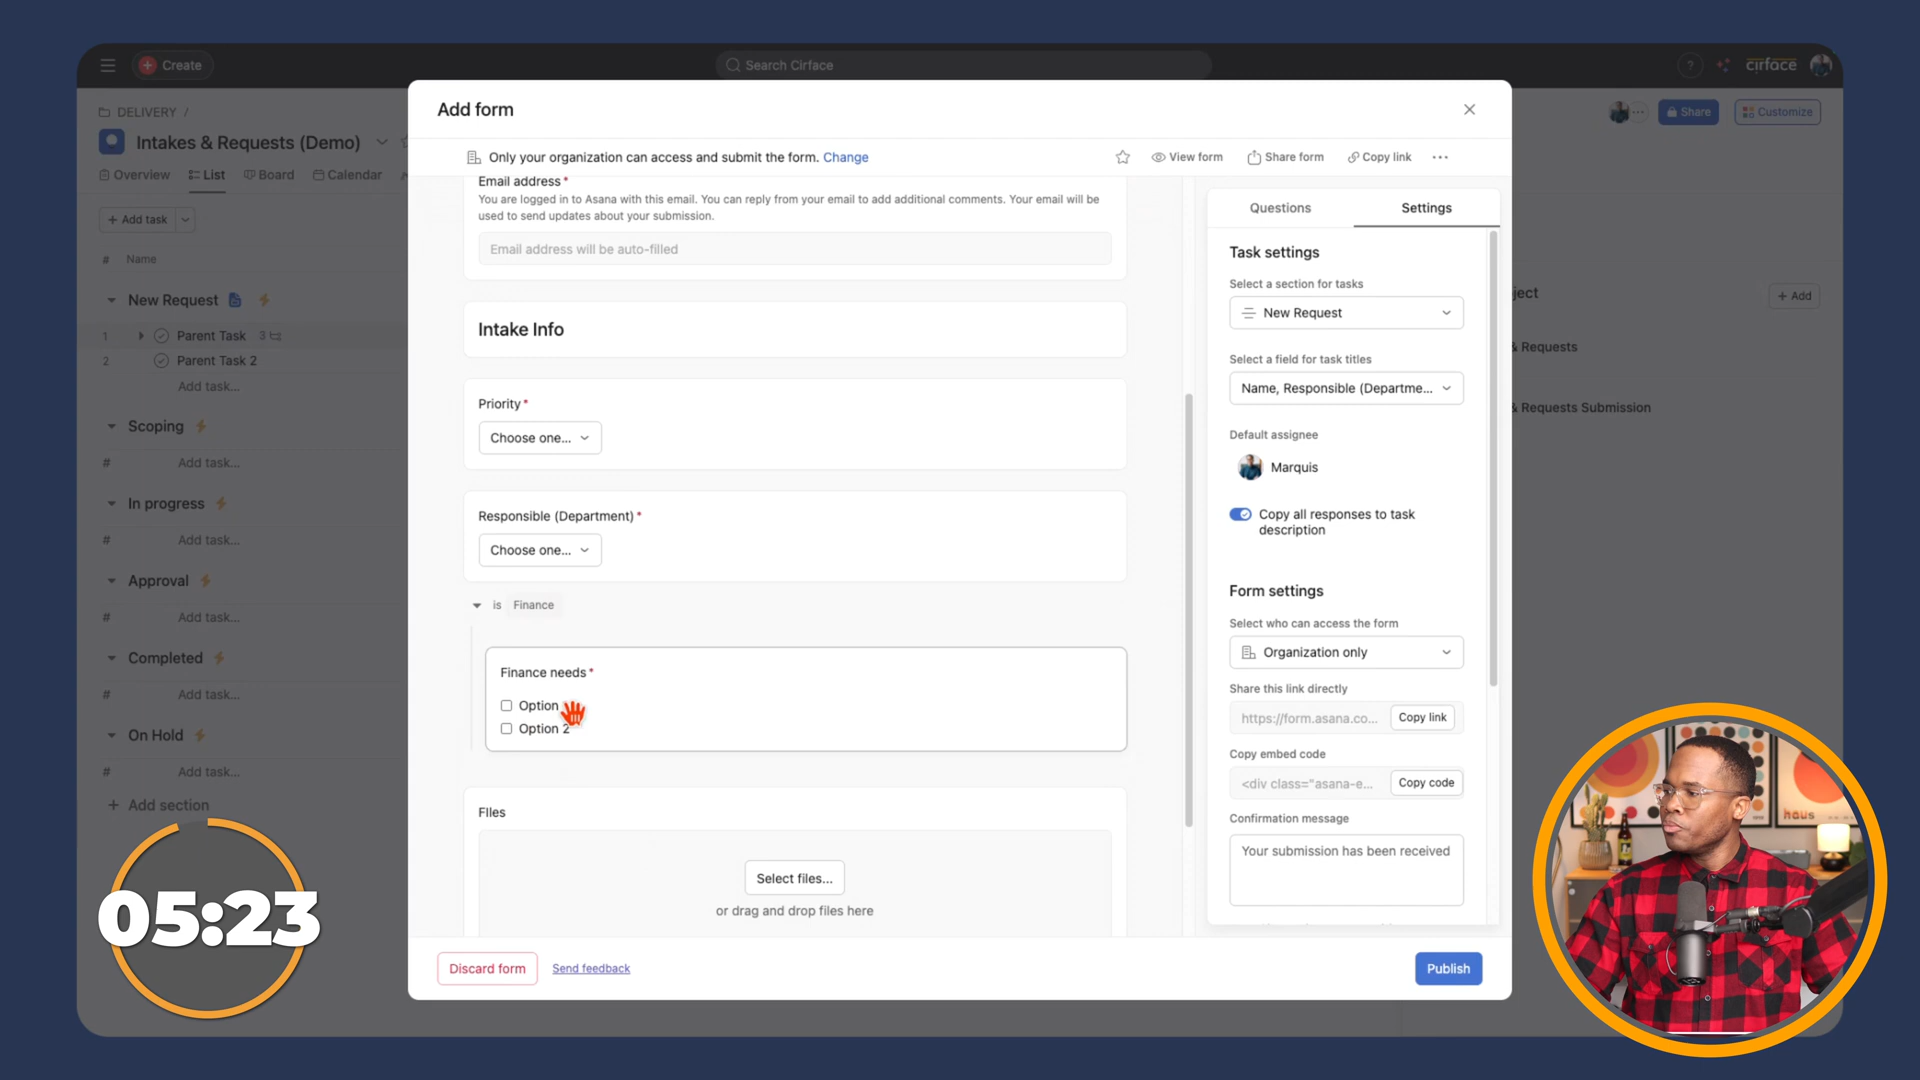 Create
Search Cirface
?
cirface
DELIVERY /
Intakes & Requests (Demo)
Share
Customize
Overview
List
Board
Calendar
+ Add task
# Name
New Request
1 Parent Task 3
2 Parent Task 2
Add task...
Scoping
# Add task...
In progress
# Add task...
Approval
# Add task...
Completed
# Add task...
On Hold
# Add task...
+ Add section
05:23
Add form
Only your organization can access and submit the form. Change
View form
Share form
Copy link
Email address *
You are logged in to Asana with this email. You can reply from your email to add additional comments. Your email will be
used to send updates about your submission.
Email address will be auto-filled
Intake Info
Priority *
Choose one...
Responsible (Department) *
Choose one...
is Finance
Finance needs *
Option
Option 2
Files
Select files...
or drag and drop files here
Discard form
Send feedback
Publish
Questions
Settings
Task settings
Select a section for tasks
New Request
Select a field for task titles
Name, Responsible (Departme...
Default assignee
Marquis
Copy all responses to task
description
Form settings
Select who can access the form
Organization only
Share this link directly
https://form.asana.co...
Copy link
Copy embed code
<div class="asana-e...
Copy code
Confirmation message
Your submission has been received
ject
+ Add
& Requests
& Requests Submission
haus